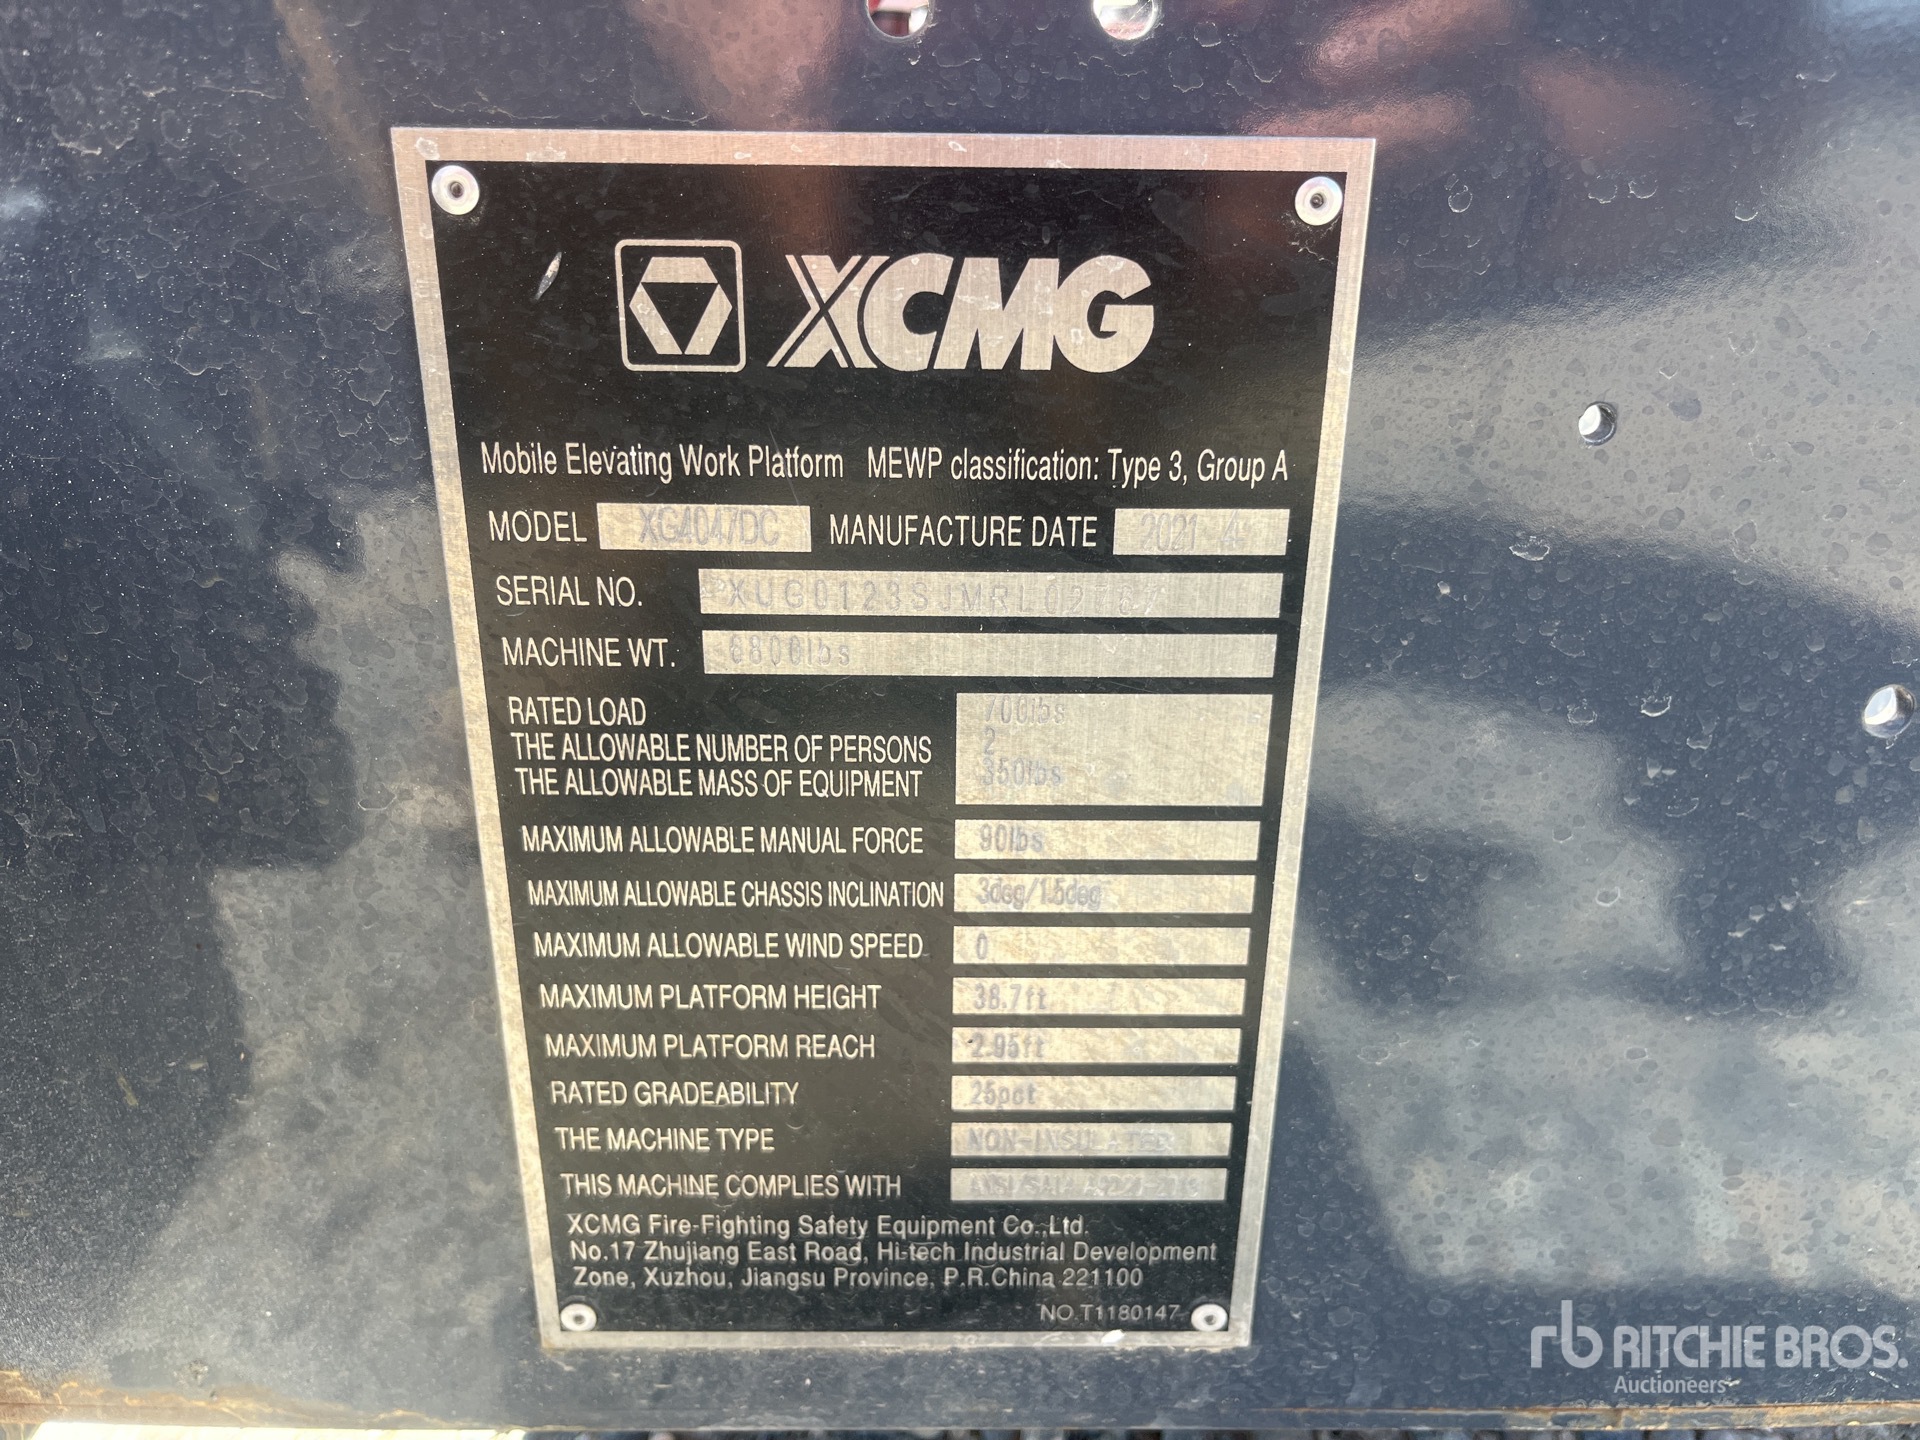 XCMG
Mobile Elevating Work Platform MEWP classification: Type 3, Group A
MODEL XG4047DC MANUFACTURE DATE 2021 4
SERIAL NO.
MACHINE WT.
RATED LOAD 700lbs
THE ALLOWABLE NUMBER OF PERSONS 2
THE ALLOWABLE MASS OF EQUIPMENT 350lbs
MAXIMUM ALLOWABLE MANUAL FORCE 90lbs
MAXIMUM ALLOWABLE CHASSIS INCLINATION 3deg/1.5deg
MAXIMUM ALLOWABLE WIND SPEED 0
MAXIMUM PLATFORM HEIGHT 38.7ft
MAXIMUM PLATFORM REACH 2.95ft
RATED GRADEABILITY 25pct
THE MACHINE TYPE NON-INSULATED
THIS MACHINE COMPLIES WITH
XCMG Fire-Fighting Safety Equipment Co.,Ltd.
No.17 Zhujiang East Road, Hi-tech Industrial Development
Zone, Xuzhou, Jiangsu Province, P.R.China 221100
NO.T1180147
rb RITCHIE BROS.
Auctioneers